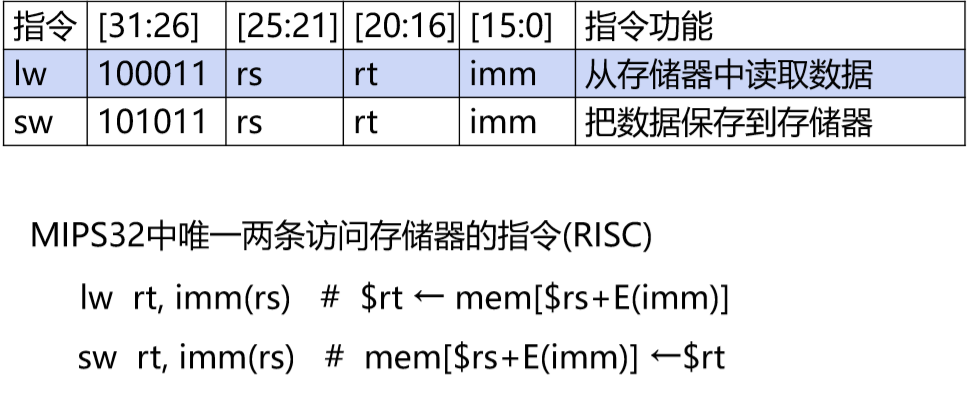 指令 [31:26] [25:21] [20:16] [15:0] 指令功能
lw 100011 rs rt imm 从存储器中读取数据
sw 101011 rs rt imm 把数据保存到存储器
MIPS32中唯一两条访问存储器的指令(RISC)
lw rt, imm(rs) # $rt ← mem[$rs+E(imm)]
sw rt, imm(rs) # mem[$rs+E(imm)] ←$rt